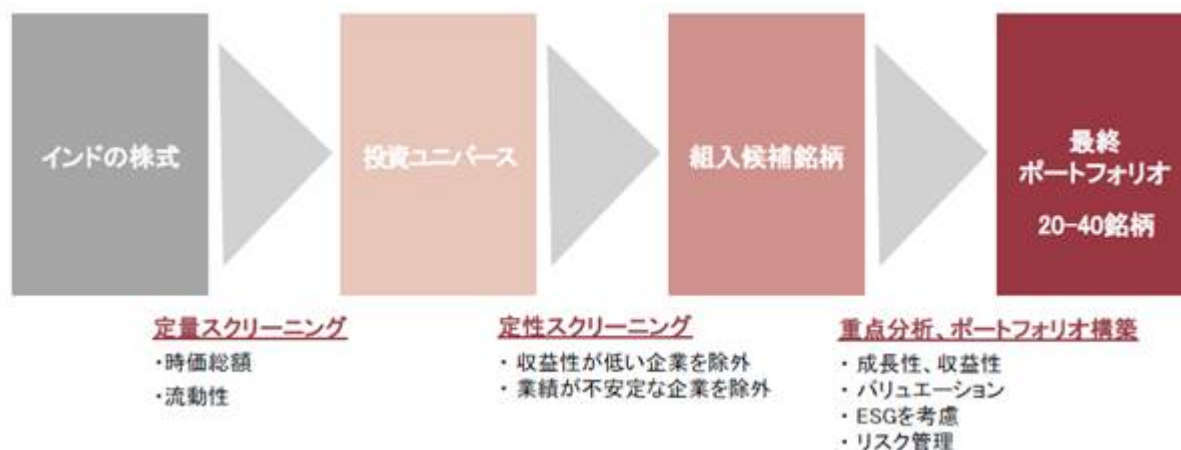 インドの株式
投資ユニバース
組入候補銘柄
最終
ポートフォリオ
20-40銘柄
定量スクリーニング
・時価総額
・流動性
定性スクリーニング
・ 収益性が低い企業を除外
・ 業績が不安定な企業を除外
重点分析、ポートフォリオ構築
・ 成長性、収益性
・ バリュエーション
・ ESGを考慮
・ リスク管理